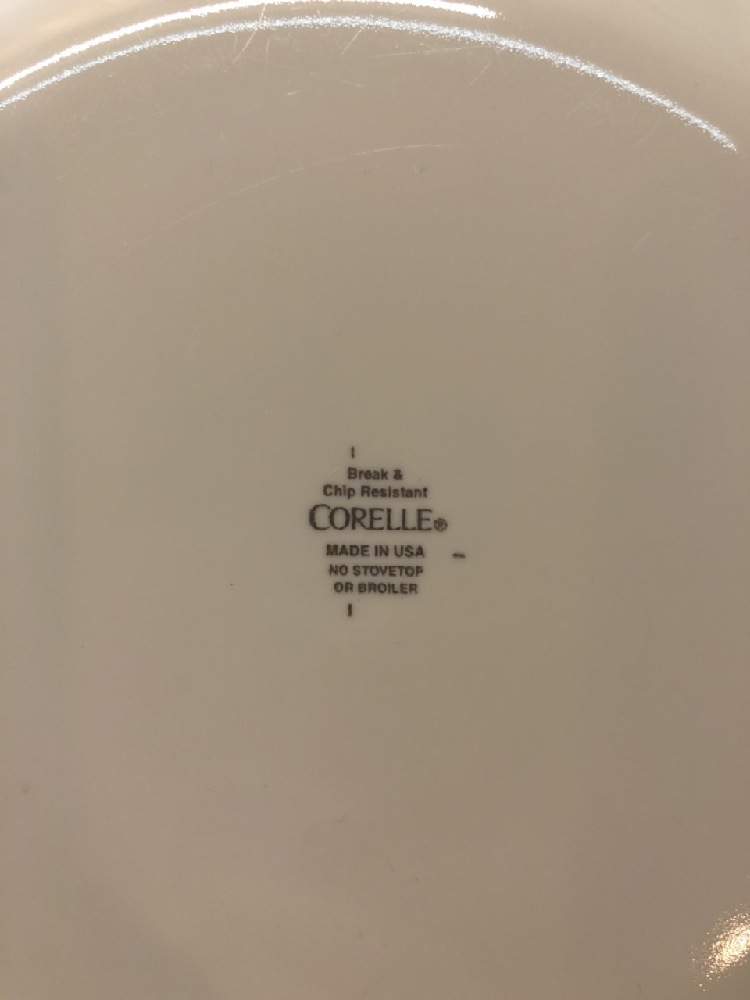 Break &
Chip Resistant
CORELLE®
MADE IN USA
NO STOVETOP
OR BROILER